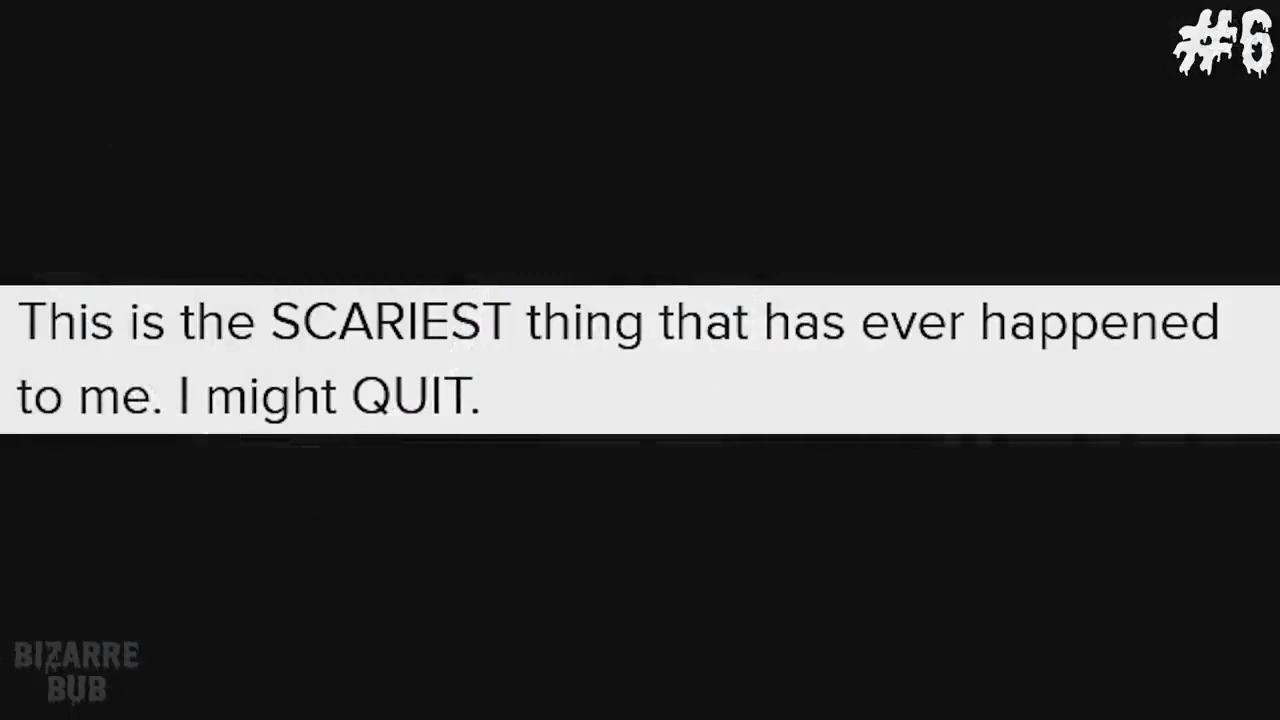 #6
This is the SCARIEST thing that has ever happened
to me. I might QUIT.
BIZARRE
BUB